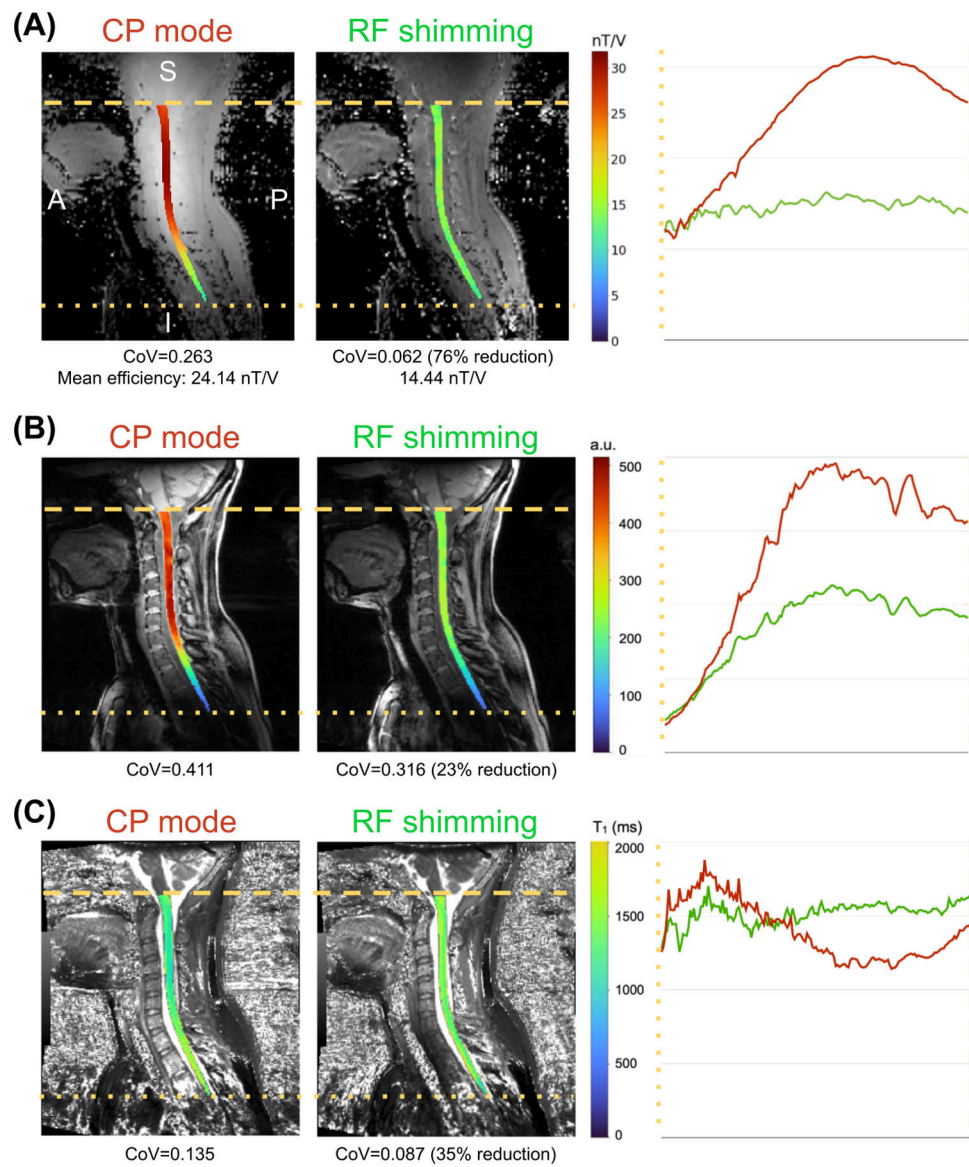 (A)
CP mode
RF shimming
nT/V
30
25
20
15
10
5
0
S
A
P
I
CoV=0.263
Mean efficiency: 24.14 nT/V
CoV=0.062 (76% reduction)
14.44 nT/V
(B)
CP mode
RF shimming
a.u.
500
400
300
200
100
0
CoV=0.411
CoV=0.316 (23% reduction)
(C)
CP mode
RF shimming
T₁ (ms)
2000
1500
1000
500
0
CoV=0.135
CoV=0.087 (35% reduction)